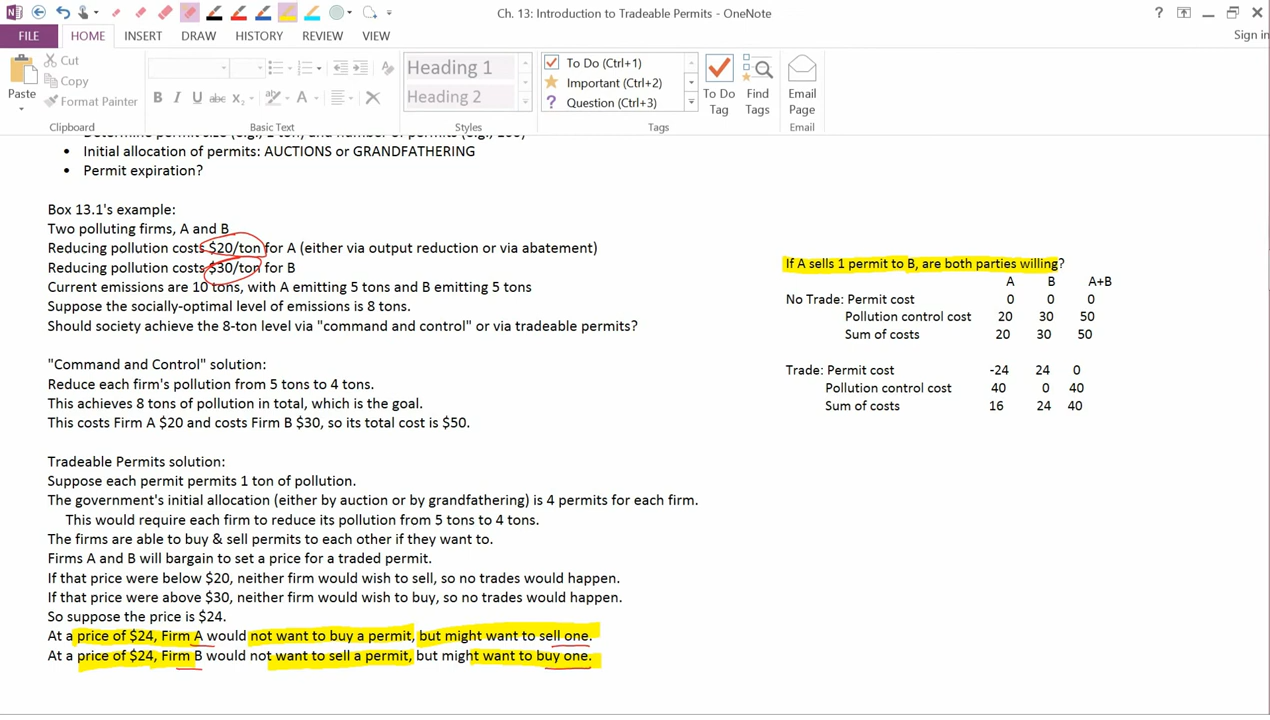 Ch. 13: Introduction to Tradeable Permits - OneNote
?
Sign in
FILE HOME INSERT DRAW HISTORY REVIEW VIEW
Paste
Cut
Copy
Format Painter
Clipboard
B I U abc X₂ A
Basic Text
Heading 1
Heading 2
Styles
To Do (Ctrl+1)
Important (Ctrl+2)
? Question (Ctrl+3)
To Do Tag
Find Tags
Tags
Email Page
Email
Determine permit size (e.g., 1 ton) and number of permits (e.g., 100)
• Initial allocation of permits: AUCTIONS or GRANDFATHERING
• Permit expiration?
Box 13.1's example:
Two polluting firms, A and B
Reducing pollution costs $20/ton for A (either via output reduction or via abatement)
Reducing pollution costs $30/ton for B
Current emissions are 10 tons, with A emitting 5 tons and B emitting 5 tons
Suppose the socially-optimal level of emissions is 8 tons.
Should society achieve the 8-ton level via "command and control" or via tradeable permits?
"Command and Control" solution:
Reduce each firm's pollution from 5 tons to 4 tons.
This achieves 8 tons of pollution in total, which is the goal.
This costs Firm A $20 and costs Firm B $30, so its total cost is $50.
Tradeable Permits solution:
Suppose each permit permits 1 ton of pollution.
The government's initial allocation (either by auction or by grandfathering) is 4 permits for each firm.
This would require each firm to reduce its pollution from 5 tons to 4 tons.
The firms are able to buy & sell permits to each other if they want to.
Firms A and B will bargain to set a price for a traded permit.
If that price were below $20, neither firm would wish to sell, so no trades would happen.
If that price were above $30, neither firm would wish to buy, so no trades would happen.
So suppose the price is $24.
At a price of $24, Firm A would not want to buy a permit, but might want to sell one.
At a price of $24, Firm B would not want to sell a permit, but might want to buy one.
If A sells 1 permit to B, are both parties willing?
A B A+B
No Trade: Permit cost 0 0 0
Pollution control cost 20 30 50
Sum of costs 20 30 50
Trade: Permit cost -24 24 0
Pollution control cost 40 0 40
Sum of costs 16 24 40